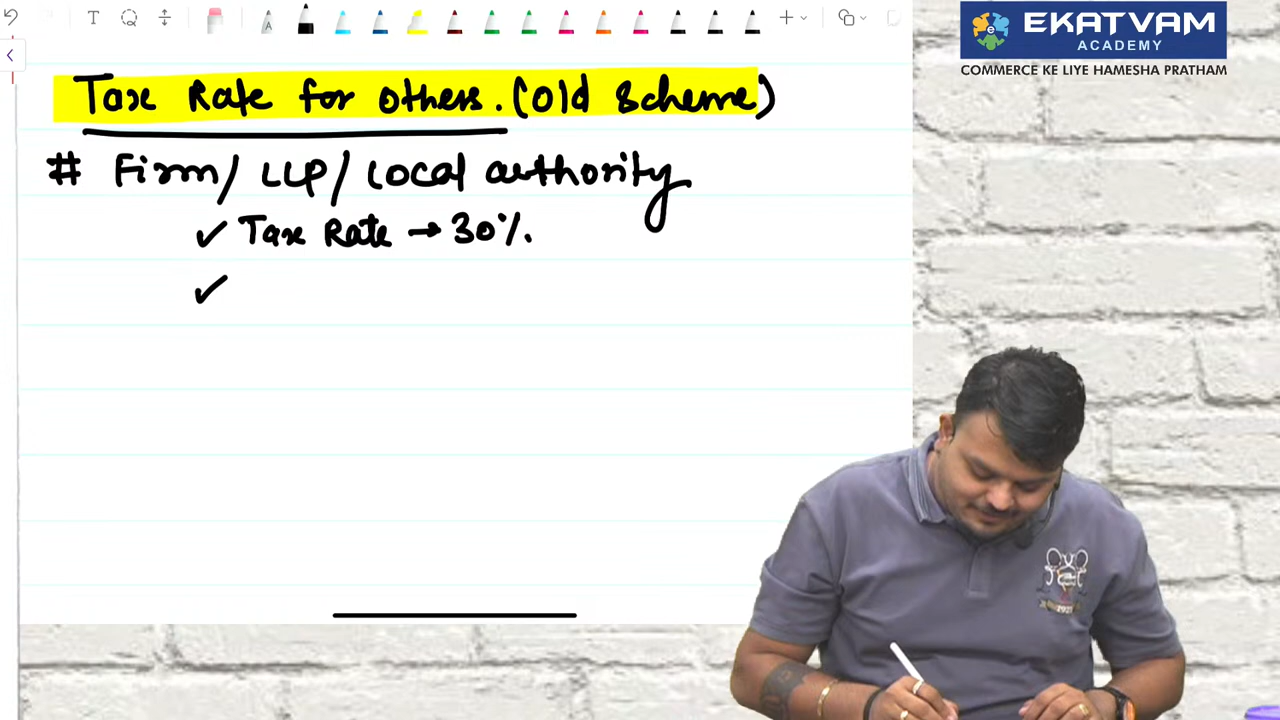 EKATVAM
ACADEMY
COMMERCE KE LIYE HAMESHA PRATHAM
Tax Rate for others. (Old Scheme)
# Firm/ LLP/ Local authority
✓ Tax Rate → 30%.
✓